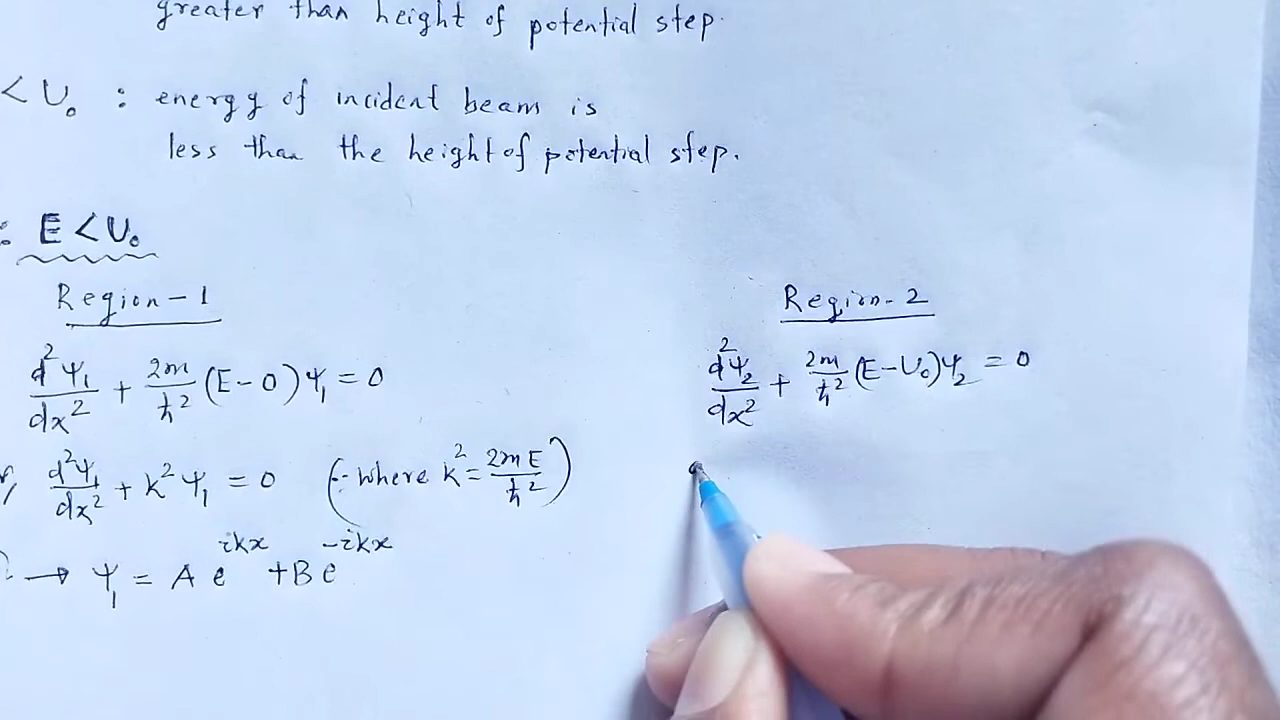 greater than height of potential step.
< U₀ : energy of incident beam is
less than the height of potential step.
: E < U₀
Region-1
d²ψ₁/dx² + 2m/ħ² (E-0)ψ₁ = 0
d²ψ₁/dx² + k²ψ₁ = 0 (∵ where k² = 2mE/ħ²)
→ ψ₁ = A e^ikx + B e^-ikx
Region-2
d²ψ₂/dx² + 2m/ħ² (E-U₀)ψ₂ = 0